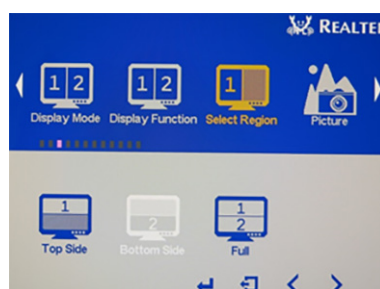 REALTEK
1 2
1 2
1
Display Mode
Display Function
Select Region
Picture
1
2
1
2
Top Side
Bottom Side
Full